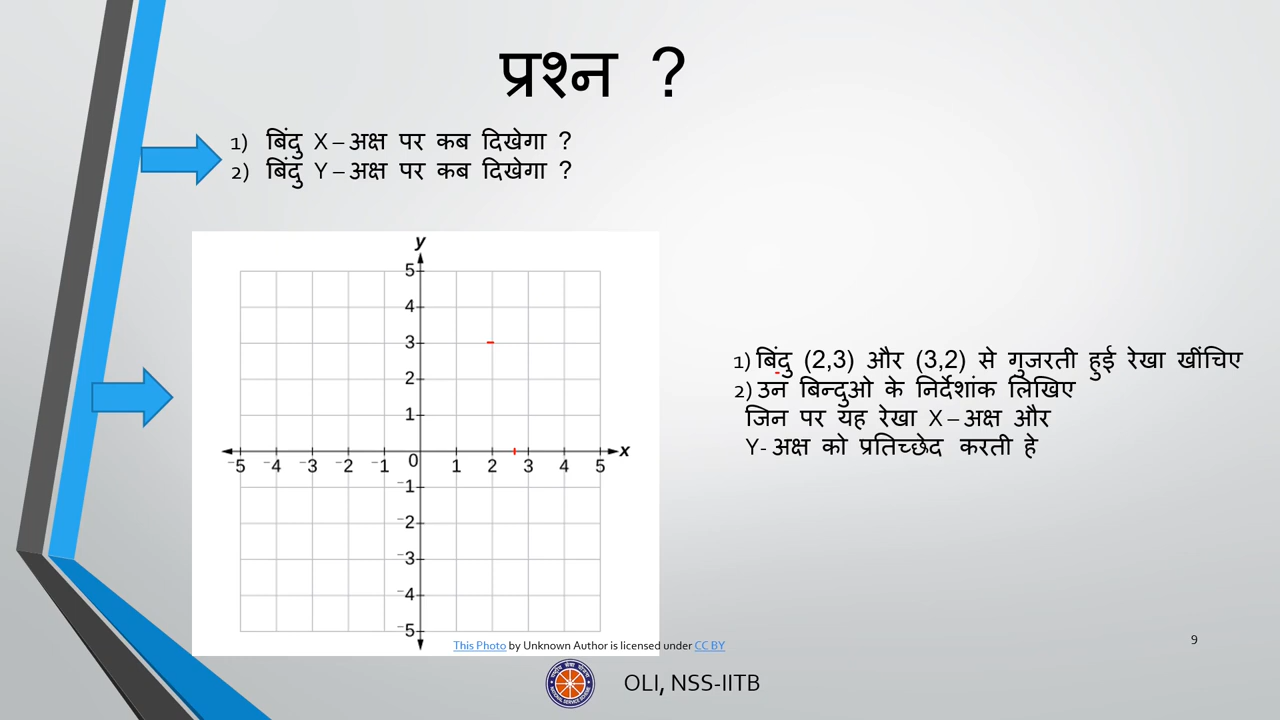 प्रश्न ?
1) बिंदु X – अक्ष पर कब दिखेगा ?
2) बिंदु Y – अक्ष पर कब दिखेगा ?
y
5
4
3
2
1
-5 -4 -3 -2 -1 0 1 2 3 4 5 x
-1
-2
-3
-4
-5
1) बिंदु (2,3) और (3,2) से गुजरती हुई रेखा खींचिए
2) उन बिन्दुओ के निर्देशांक लिखिए
जिन पर यह रेखा X – अक्ष और
Y- अक्ष को प्रतिच्छेद करती हे
This Photo by Unknown Author is licensed under CC BY
9
OLI, NSS-IITB